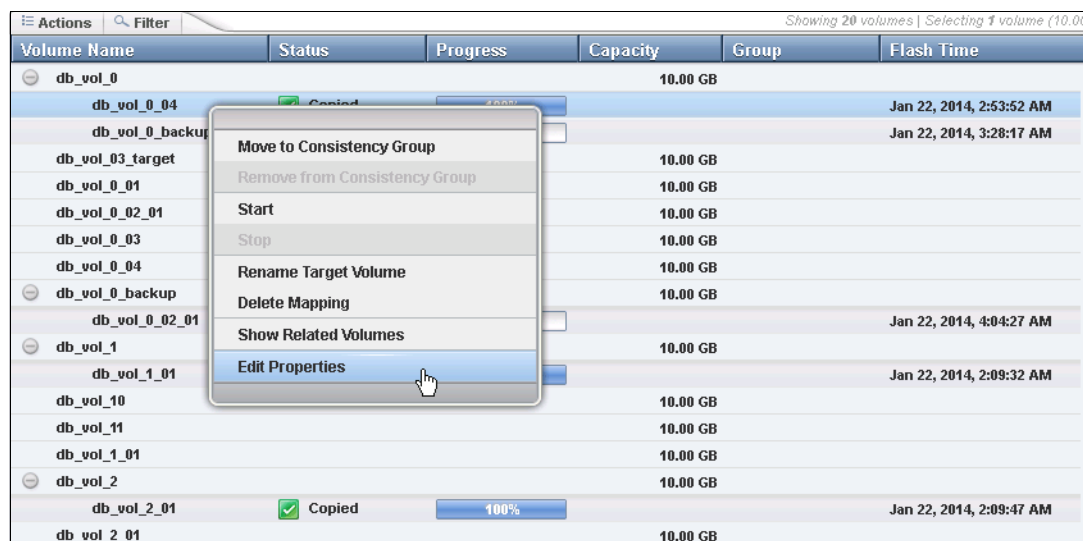 Actions Filter Showing 20 volumes | Selecting 1 volume (10.00
Volume Name Status Progress Capacity Group Flash Time
db_vol_0 10.00 GB
db_vol_0_04 Copied 100% Jan 22, 2014, 2:53:52 AM
db_vol_0_backup Jan 22, 2014, 3:28:17 AM
Move to Consistency Group
db_vol_03_target 10.00 GB
Remove from Consistency Group
db_vol_0_01 10.00 GB
Start
db_vol_0_02_01 10.00 GB
Stop
db_vol_0_03 10.00 GB
db_vol_0_04 10.00 GB
Rename Target Volume
db_vol_0_backup 10.00 GB
Delete Mapping
db_vol_0_02_01 Jan 22, 2014, 4:04:27 AM
Show Related Volumes
db_vol_1 10.00 GB
Edit Properties
db_vol_1_01 Jan 22, 2014, 2:09:32 AM
db_vol_10 10.00 GB
db_vol_11 10.00 GB
db_vol_1_01 10.00 GB
db_vol_2 10.00 GB
db_vol_2_01 Copied 100% Jan 22, 2014, 2:09:47 AM
db_vol_2_01 10.00 GB